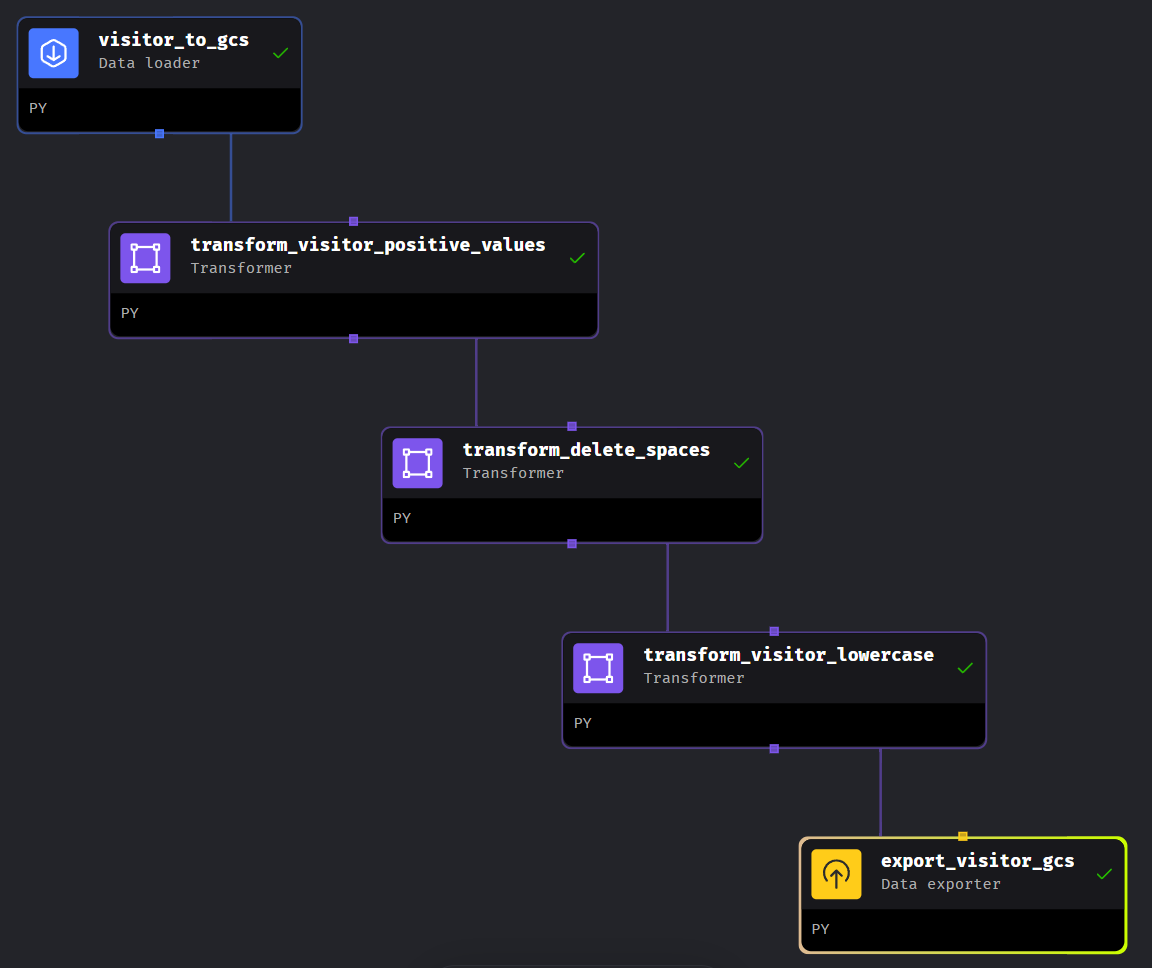 visitor_to_gcs
Data loader
PY
transform_visitor_positive_values
Transformer
PY
transform_delete_spaces
Transformer
PY
transform_visitor_lowercase
Transformer
PY
export_visitor_gcs
Data exporter
PY